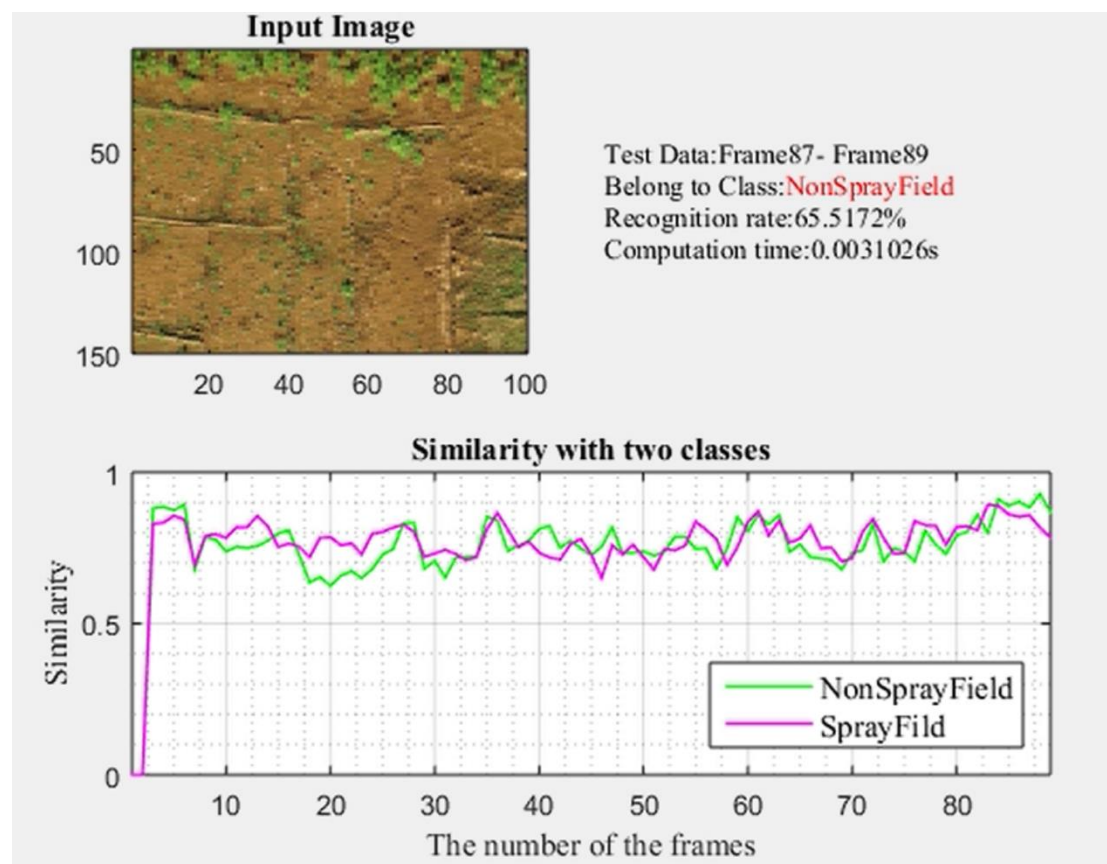 Input Image
50
100
150
20 40 60 80 100
Test Data:Frame87- Frame89
Belong to Class:NonSprayField
Recognition rate:65.5172%
Computation time:0.0031026s
Similarity with two classes
Similarity
1
0.5
0
NonSprayField
SprayFild
10 20 30 40 50 60 70 80
The number of the frames